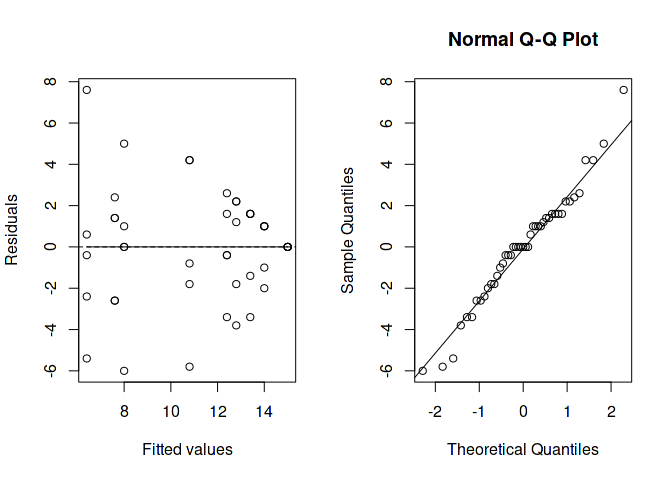 Residuals
8
6
4
2
0
-2
-4
-6
8 10 12 14
Fitted values
Normal Q-Q Plot
Sample Quantiles
8
6
4
2
0
-2
-4
-6
-2 -1 0 1 2
Theoretical Quantiles